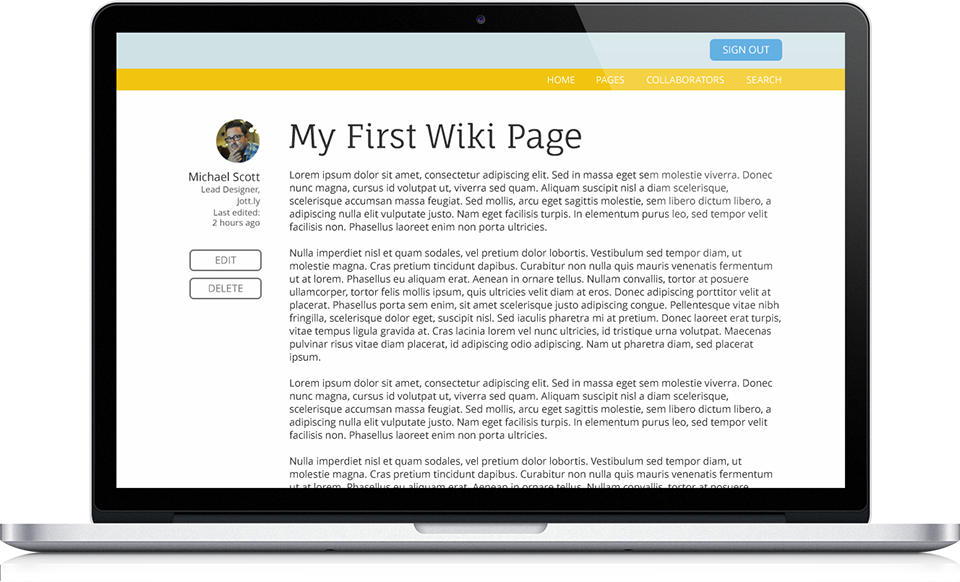 SIGN OUT
HOME PAGES COLLABORATORS SEARCH
My First Wiki Page
Michael Scott
Lead Designer,
Jott.ly
Last edited:
2 hours ago
EDIT
DELETE
Lorem ipsum dolor sit amet, consectetur adipiscing elit. Sed in massa eget sem molestie viverra. Donec
nunc magna, cursus id volutpat ut, viverra sed quam. Aliquam suscipit nisl a diam scelerisque,
scelerisque accumsan massa feugiat. Sed mollis, arcu eget sagittis molestie, sem libero dictum libero, a
adipiscing nulla elit vulputate justo. Nam eget facilisis turpis. In elementum purus leo, sed tempor velit
facilisis non. Phasellus laoreet enim non porta ultricies.
Nulla imperdiet nisl et quam sodales, vel pretium dolor lobortis. Vestibulum sed tempor diam, ut
molestie magna. Cras pretium tincidunt dapibus. Curabitur non nulla quis mauris venenatis fermentum
ut at lorem. Phasellus eu aliquam erat. Aenean in ornare tellus. Nullam convallis, tortor at posuere
ullamcorper, tortor felis mollis ipsum, quis ultricies velit diam at eros. Donec adipiscing porttitor velit at
placerat. Phasellus porta sem enim, sit amet scelerisque justo adipiscing congue. Pellentesque vitae nibh
fringilla, scelerisque dolor eget, suscipit nisl. Sed iaculis pharetra mi at pretium. Donec laoreet erat turpis,
vitae tempus ligula gravida at. Cras lacinia lorem vel nunc ultricies, id tristique urna volutpat. Maecenas
pulvinar risus vitae diam placerat, id adipiscing odio adipiscing. Nam ut pharetra diam, sed placerat
ipsum.
Lorem ipsum dolor sit amet, consectetur adipiscing elit. Sed in massa eget sem molestie viverra. Donec
nunc magna, cursus id volutpat ut, viverra sed quam. Aliquam suscipit nisl a diam scelerisque,
scelerisque accumsan massa feugiat. Sed mollis, arcu eget sagittis molestie, sem libero dictum libero, a
adipiscing nulla elit vulputate justo. Nam eget facilisis turpis. In elementum purus leo, sed tempor velit
facilisis non. Phasellus laoreet enim non porta ultricies.
Nulla imperdiet nisl et quam sodales, vel pretium dolor lobortis. Vestibulum sed tempor diam, ut
molestie magna. Cras pretium tincidunt dapibus. Curabitur non nulla quis mauris venenatis fermentum
ut at lorem. Phasellus eu aliquam erat. Aenean in ornare tellus. Nullam convallis, tortor at posuere